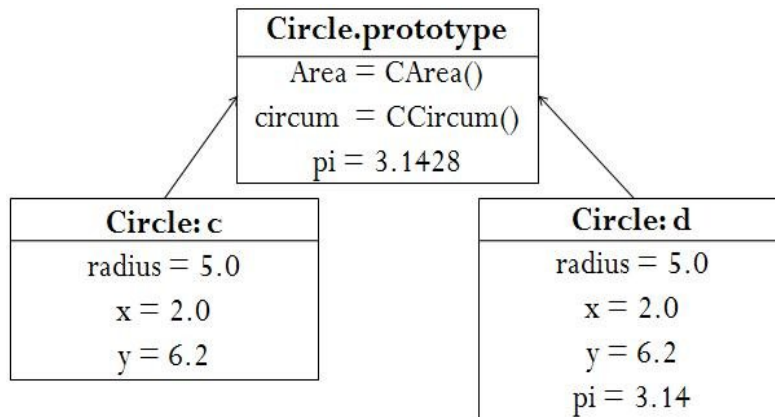 Circle.prototype
Area = CArea()
circum = CCircum()
pi = 3.1428
Circle: c
radius = 5.0
x = 2.0
y = 6.2
Circle: d
radius = 5.0
x = 2.0
y = 6.2
pi = 3.14